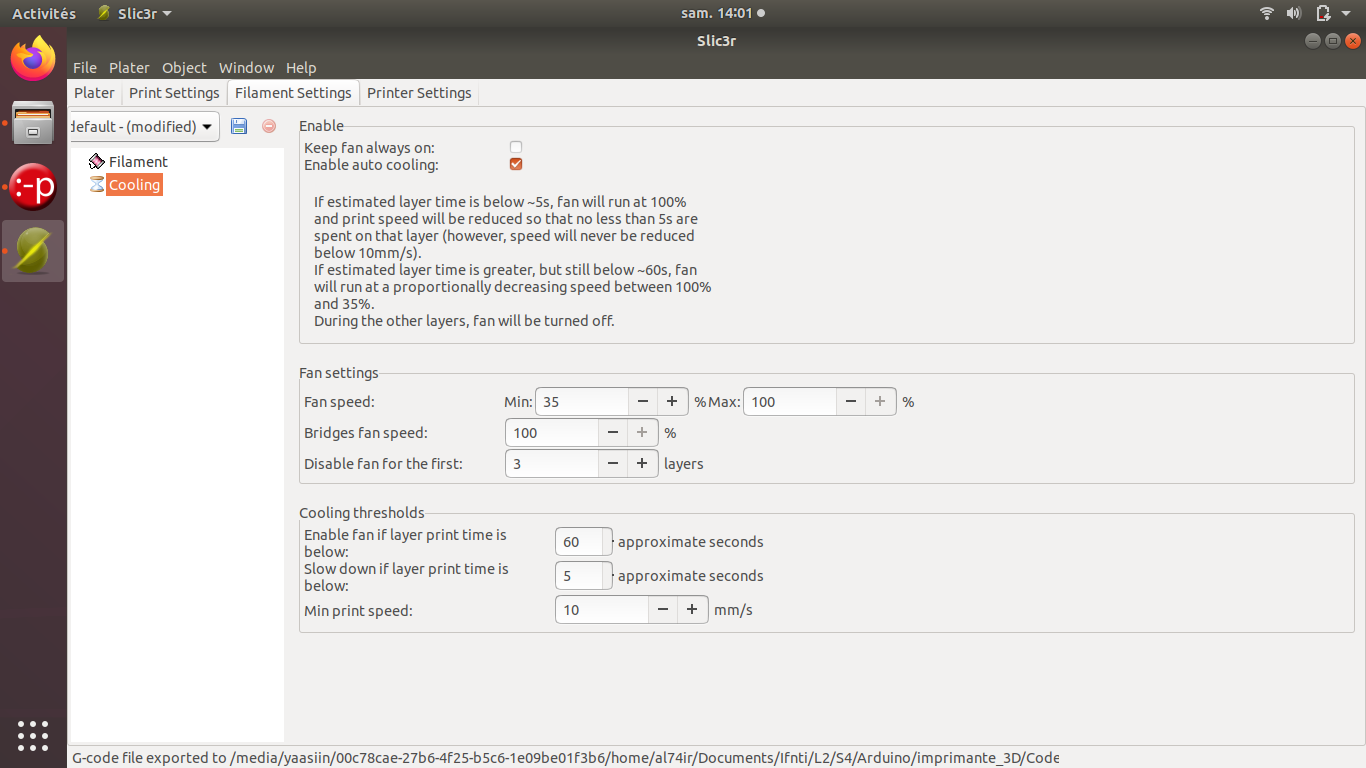 Activités Slic3r sam. 14:01
Slic3r
File Plater Object Window Help
Plater Print Settings Filament Settings Printer Settings
default - (modified)
Filament
Cooling
Enable
Keep fan always on:
Enable auto cooling:
If estimated layer time is below ~5s, fan will run at 100%
and print speed will be reduced so that no less than 5s are
spent on that layer (however, speed will never be reduced
below 10mm/s).
If estimated layer time is greater, but still below ~60s, fan
will run at a proportionally decreasing speed between 100%
and 35%.
During the other layers, fan will be turned off.
Fan settings
Fan speed: Min: 35 % Max: 100 %
Bridges fan speed: 100 %
Disable fan for the first: 3 layers
Cooling thresholds
Enable fan if layer print time is
below: 60 approximate seconds
Slow down if layer print time is
below: 5 approximate seconds
Min print speed: 10 mm/s
:-p
G-code file exported to /media/yaasiin/00c78cae-27b6-4f25-b5c6-1e09be01f3b6/home/al74ir/Documents/Ifnti/L2/S4/Arduino/imprimante_3D/Code